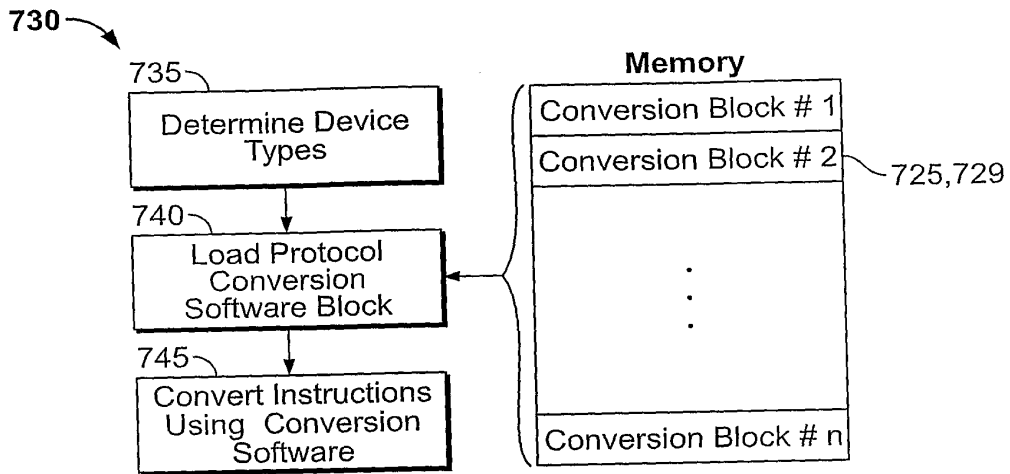 730
735
Determine Device
Types
740
Load Protocol
Conversion
Software Block
745
Convert Instructions
Using Conversion
Software
Memory
Conversion Block # 1
Conversion Block # 2
725,729
Conversion Block # n